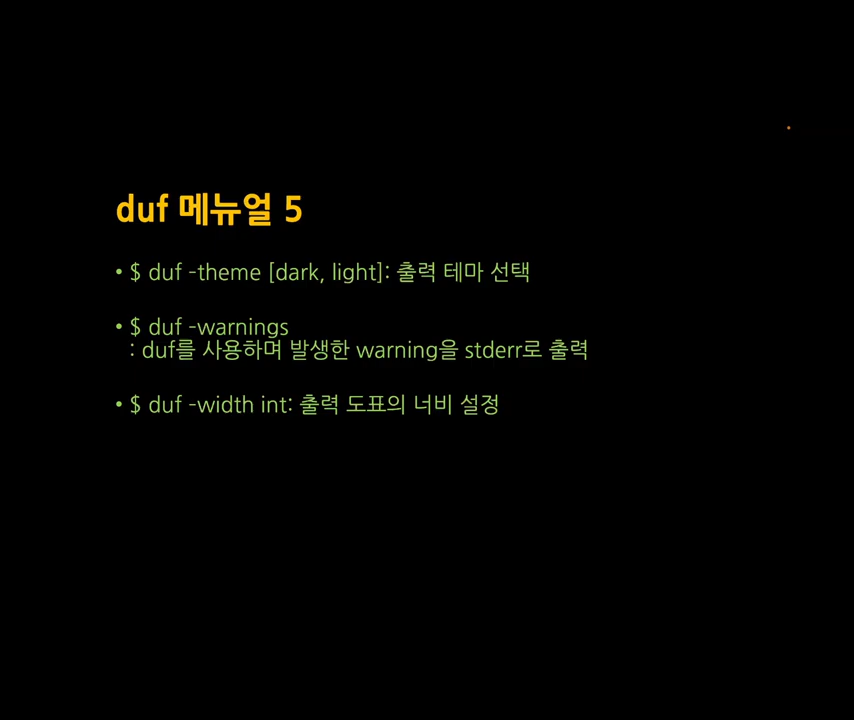 duf 메뉴얼 5
• $ duf -theme [dark, light]: 출력 테마 선택
• $ duf -warnings
: duf를 사용하며 발생한 warning을 stderr로 출력
• $ duf -width int: 출력 도표의 너비 설정